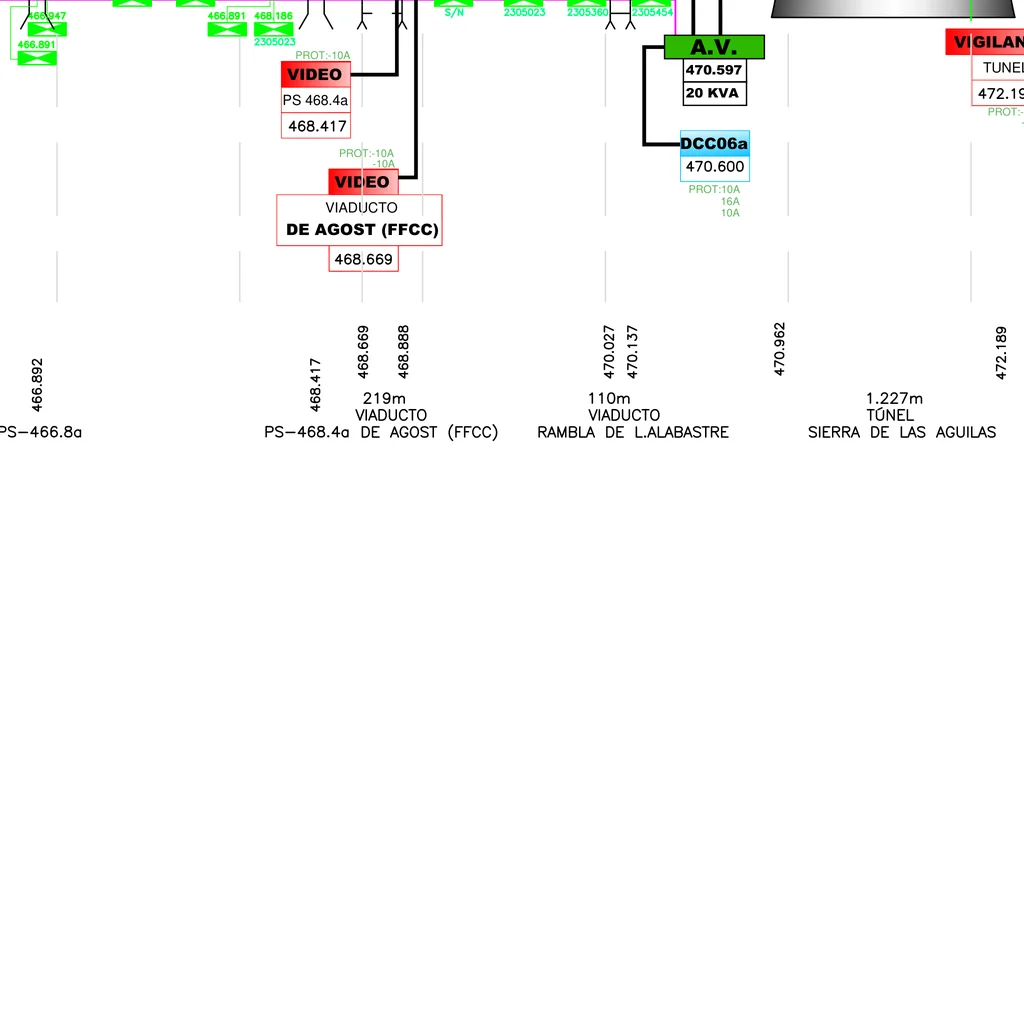 466.947
466.891
466.891
468.186
2305023
S/N
2305023
2305360
2305454
PROT:-10A
VIDEO
PS 468.4a
468.417
PROT:-10A
-10A
VIDEO
VIADUCTO
DE AGOST (FFCC)
468.669
A.V.
470.597
20 KVA
DCC06a
470.600
PROT:10A
16A
10A
VIGILAN
TUNEL
472.19
PROT:-
466.892
468.417
468.669
468.888
470.027
470.137
470.962
472.189
PS-466.8a
PS-468.4a
219m
VIADUCTO
DE AGOST (FFCC)
110m
VIADUCTO
RAMBLA DE L.ALABASTRE
1.227m
TÚNEL
SIERRA DE LAS AGUILAS